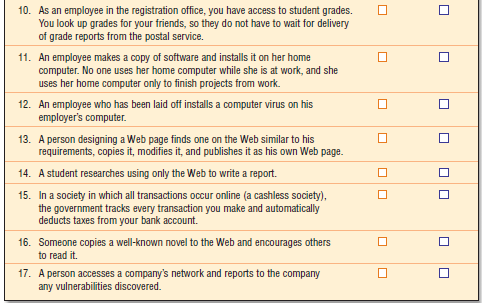 10. As an employee in the registration office, you have access to student grades.
You look up grades for your friends, so they do not have to wait for delivery
of grade reports from the postal service.
11. An employee makes a copy of software and installs it on her home
computer. No one uses her home computer while she is at work, and she
uses her home computer only to finish projects from work.
12. An employee who has been laid off installs a computer virus on his
employer's computer.
13. A person designing a Web page finds one on the Web similar to his
requirements, copies it, modifies it, and publishes it as his own Web page.
14. A student researches using only the Web to write a report.
15. In a society in which all transactions occur online (a cashless society),
the government tracks every transaction you make and automatically
deducts taxes from your bank account.
16. Someone copies a well-known novel to the Web and encourages others
to read it.
17. A person accesses a company's network and reports to the company
any vulnerabilities discovered.